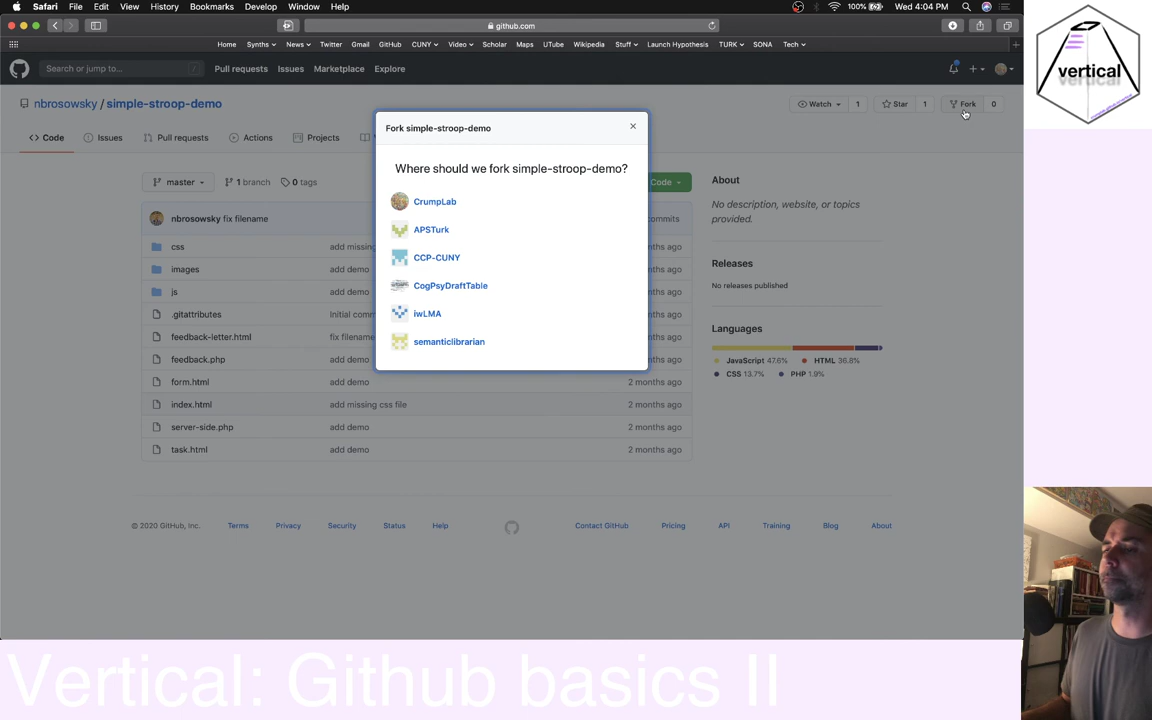 Safari File Edit View History Bookmarks Develop Window Help 100% Wed 4:04 PM
github.com
Home Synths News Twitter Gmail GitHub CUNY Video Scholar Maps UTube Wikipedia Stuff Launch Hypothesis TURK SONA Tech
Search or jump to... / Pull requests Issues Marketplace Explore
nbrosowsky / simple-stroop-demo Watch 1 Star 1 Fork 0
Code Issues Pull requests Actions Projects
master 1 branch 0 tags Code
nbrosowsky fix filename commits
css add missing months ago
images add demo months ago
js add demo months ago
.gitattributes Initial comm months ago
feedback-letter.html fix filename months ago
feedback.php add demo months ago
form.html add demo 2 months ago
index.html add missing css file 2 months ago
server-side.php add demo 2 months ago
task.html add demo 2 months ago
Fork simple-stroop-demo
Where should we fork simple-stroop-demo?
CrumpLab
APSTurk
CCP-CUNY
CogPsyDraftTable
iwLMA
semanticlibrarian
About
No description, website, or topics
provided.
Releases
No releases published
Languages
JavaScript 47.6% HTML 36.8%
CSS 13.7% PHP 1.9%
© 2020 GitHub, Inc. Terms Privacy Security Status Help Contact GitHub Pricing API Training Blog About
vertical
Vertical: Github basics II